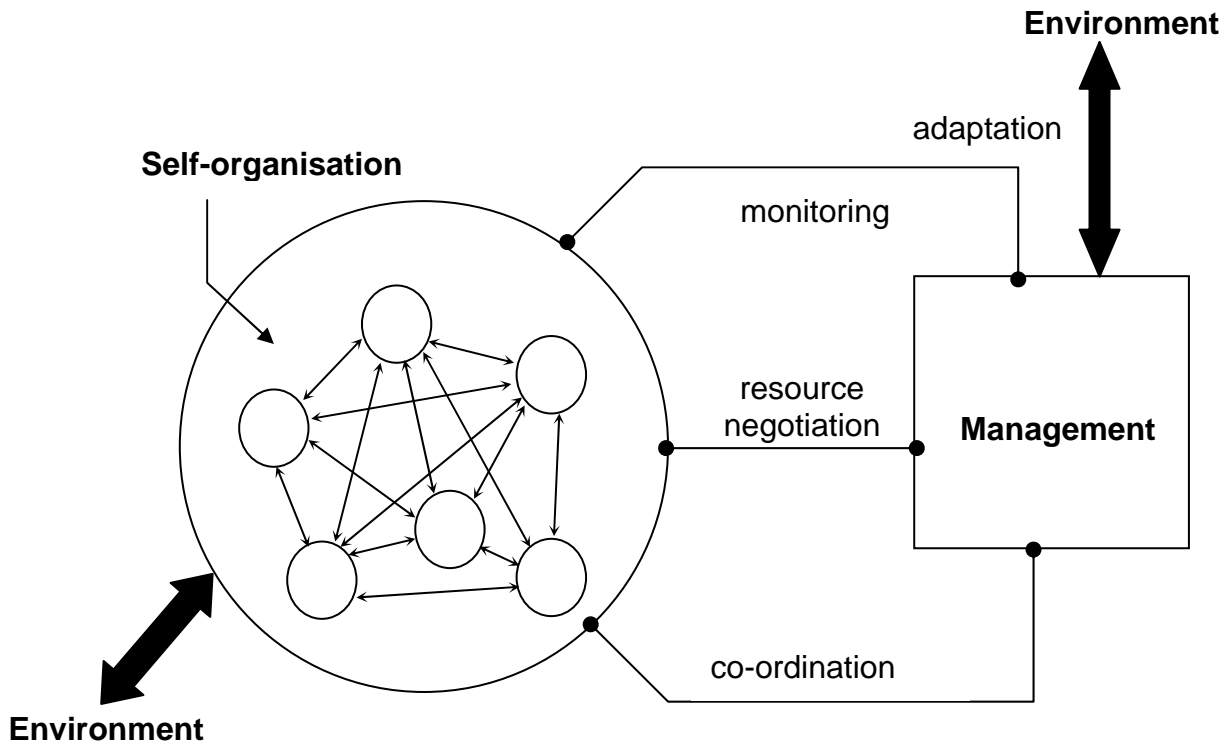 Environment
adaptation
Self-organisation
monitoring
resource
negotiation
Management
co-ordination
Environment